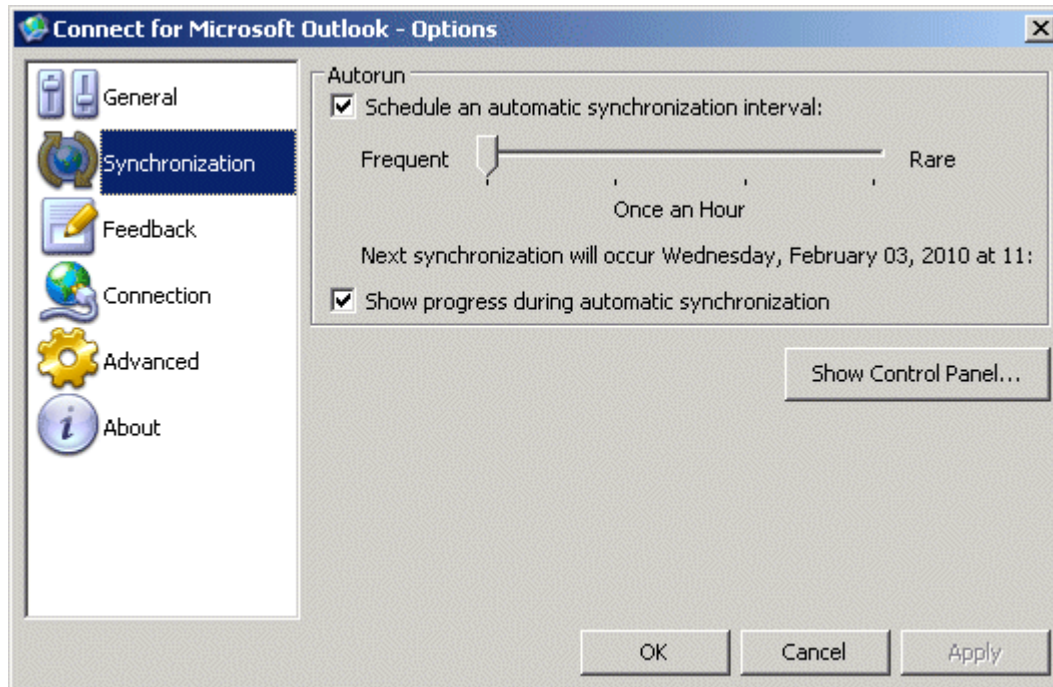 Connect for Microsoft Outlook - Options
General
Synchronization
Feedback
Connection
Advanced
About
Autorun
Schedule an automatic synchronization interval:
Frequent Rare
Once an Hour
Next synchronization will occur Wednesday, February 03, 2010 at 11:
Show progress during automatic synchronization
Show Control Panel...
OK Cancel Apply